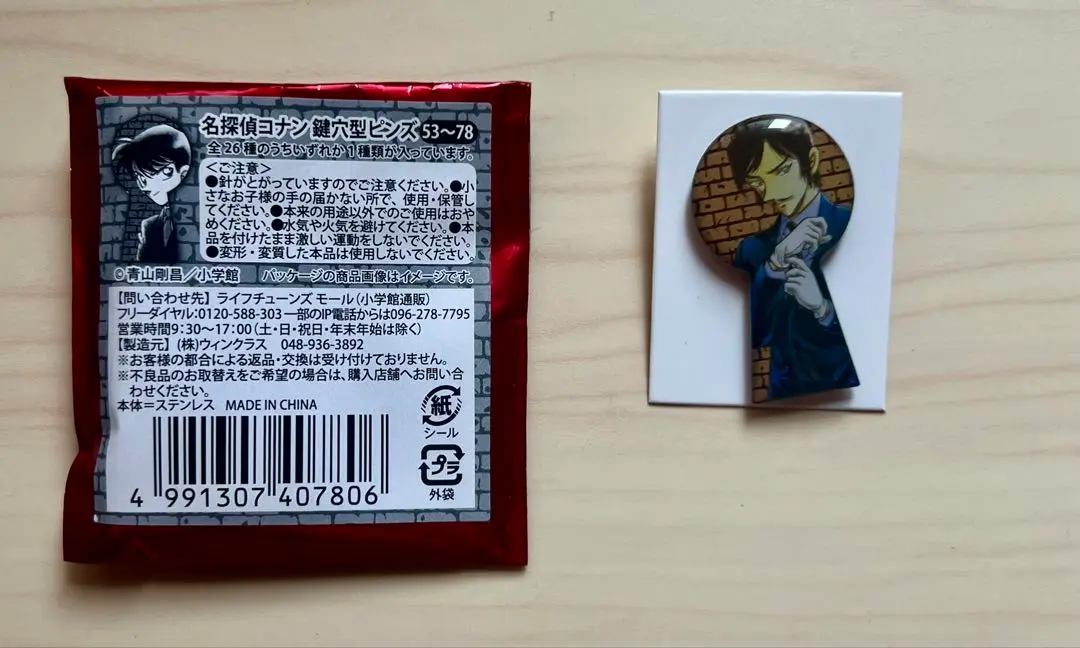 名探偵コナン 鍵穴型ピンズ 53〜78
全26種のうちいずれか1種類が入っています。
<ご注意>
●針がとがっていますのでご注意ください。●小
さなお子様の手の届かない所で、使用・保管し
てください。●本来の用途以外でのご使用はおや
めください。●水気や火気を避けてください。●本
品を付けたまま激しい運動をしないでください。
●変形・変質した本品は使用しないでください。
©青山剛昌/小学館 パッケージの商品画像はイメージです。
【問い合わせ先】ライフチューンズ モール(小学館通販)
フリーダイヤル:0120-588-303 一部のIP電話からは096-278-7795
営業時間9:30〜17:00(土・日・祝日・年末年始は除く)
【製造元】(株)ウィンクラス 048-936-3892
※お客様の都合による返品・交換は受け付けておりません。
※不良品のお取替えをご希望の場合は、購入店舗へお問い合
わせください。
本体=ステンレス MADE IN CHINA
紙
シール
プラ
外袋
4 991307 407806